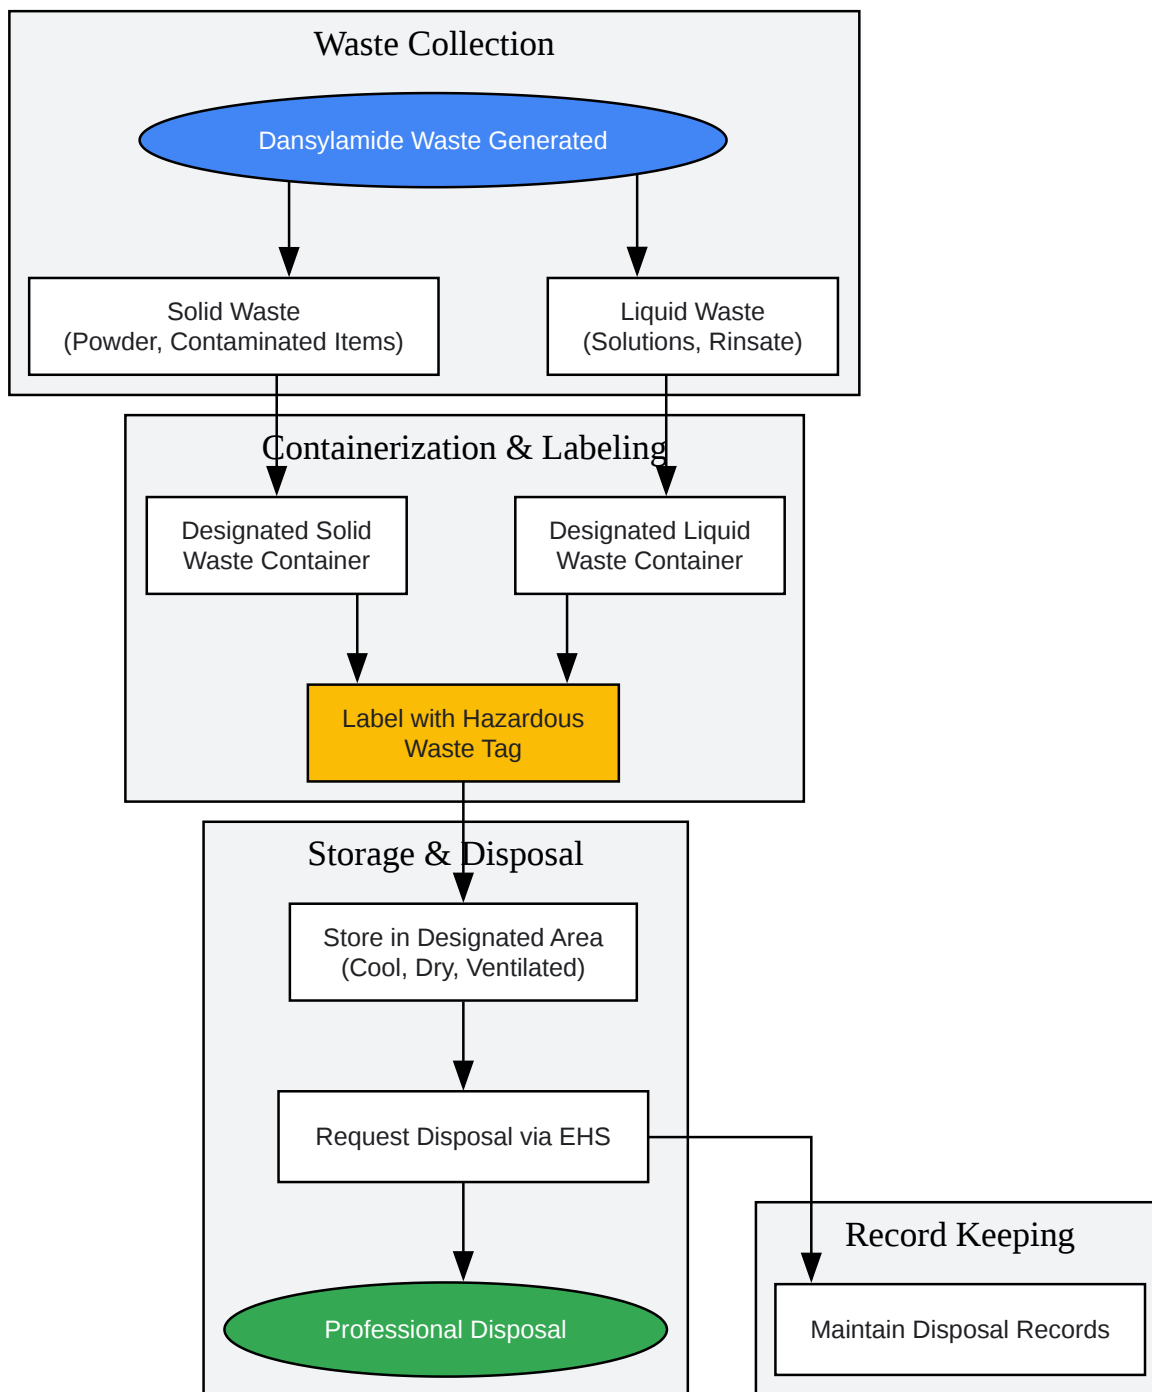 Waste Collection
Dansylamide Waste Generated
Solid Waste
(Powder, Contaminated Items)
Liquid Waste
(Solutions, Rinsate)
Containerization & Labeling
Designated Solid
Waste Container
Designated Liquid
Waste Container
Label with Hazardous
Waste Tag
Storage & Disposal
Store in Designated Area
(Cool, Dry, Ventilated)
Request Disposal via EHS
Record Keeping
Professional Disposal
Maintain Disposal Records